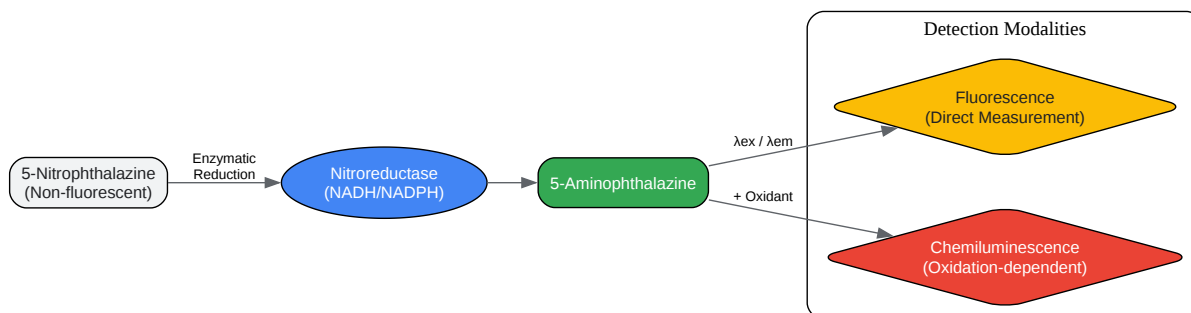 Detection Modalities
Fluorescence
(Direct Measurement)
λex / λem
Enzymatic
Reduction
5-Nitrophthalazine
(Non-fluorescent)
Nitroreductase
(NADH/NADPH)
5-Aminophthalazine
+ Oxidant
Chemiluminescence
(Oxidation-dependent)